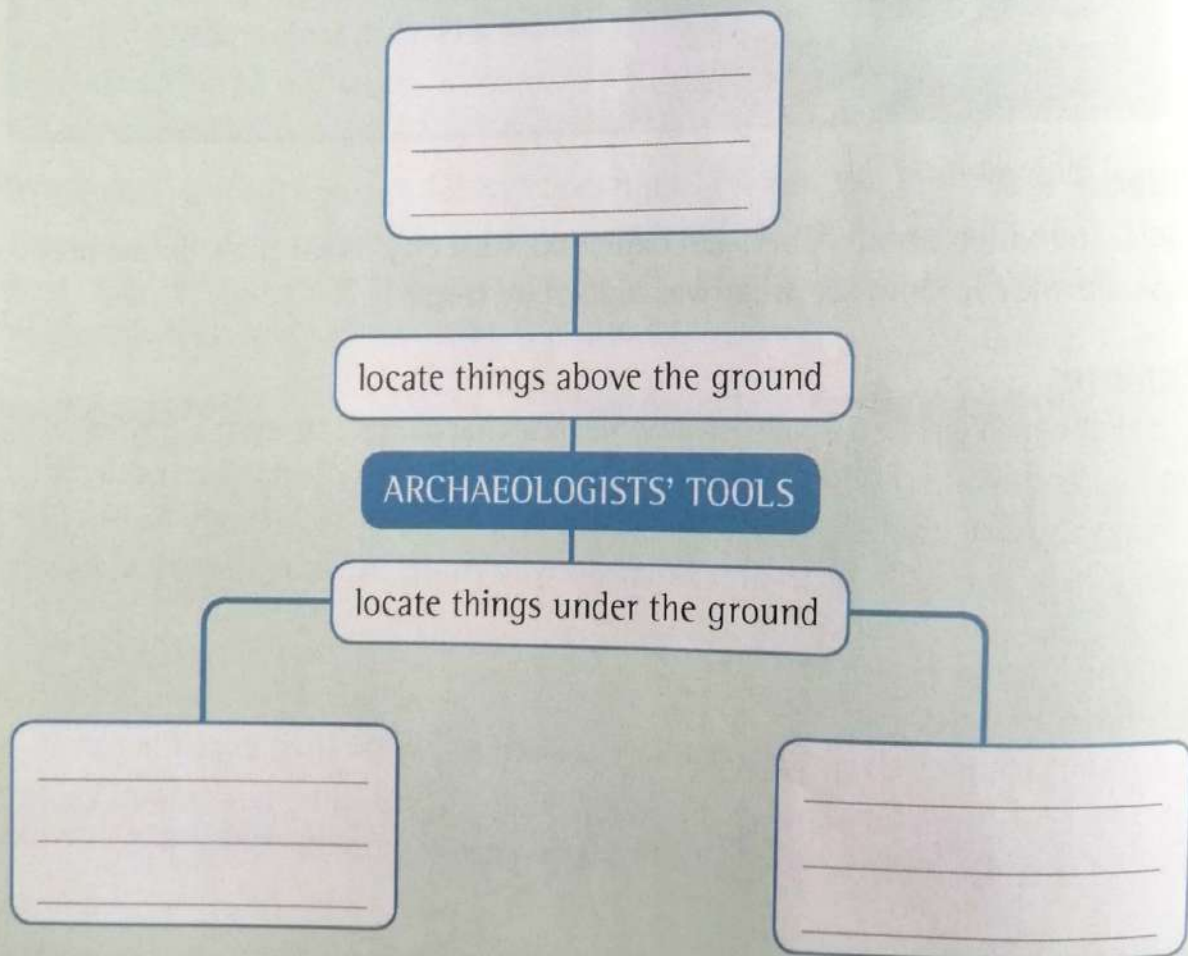 locate things above the ground
ARCHAEOLOGISTS' TOOLS
locate things under the ground